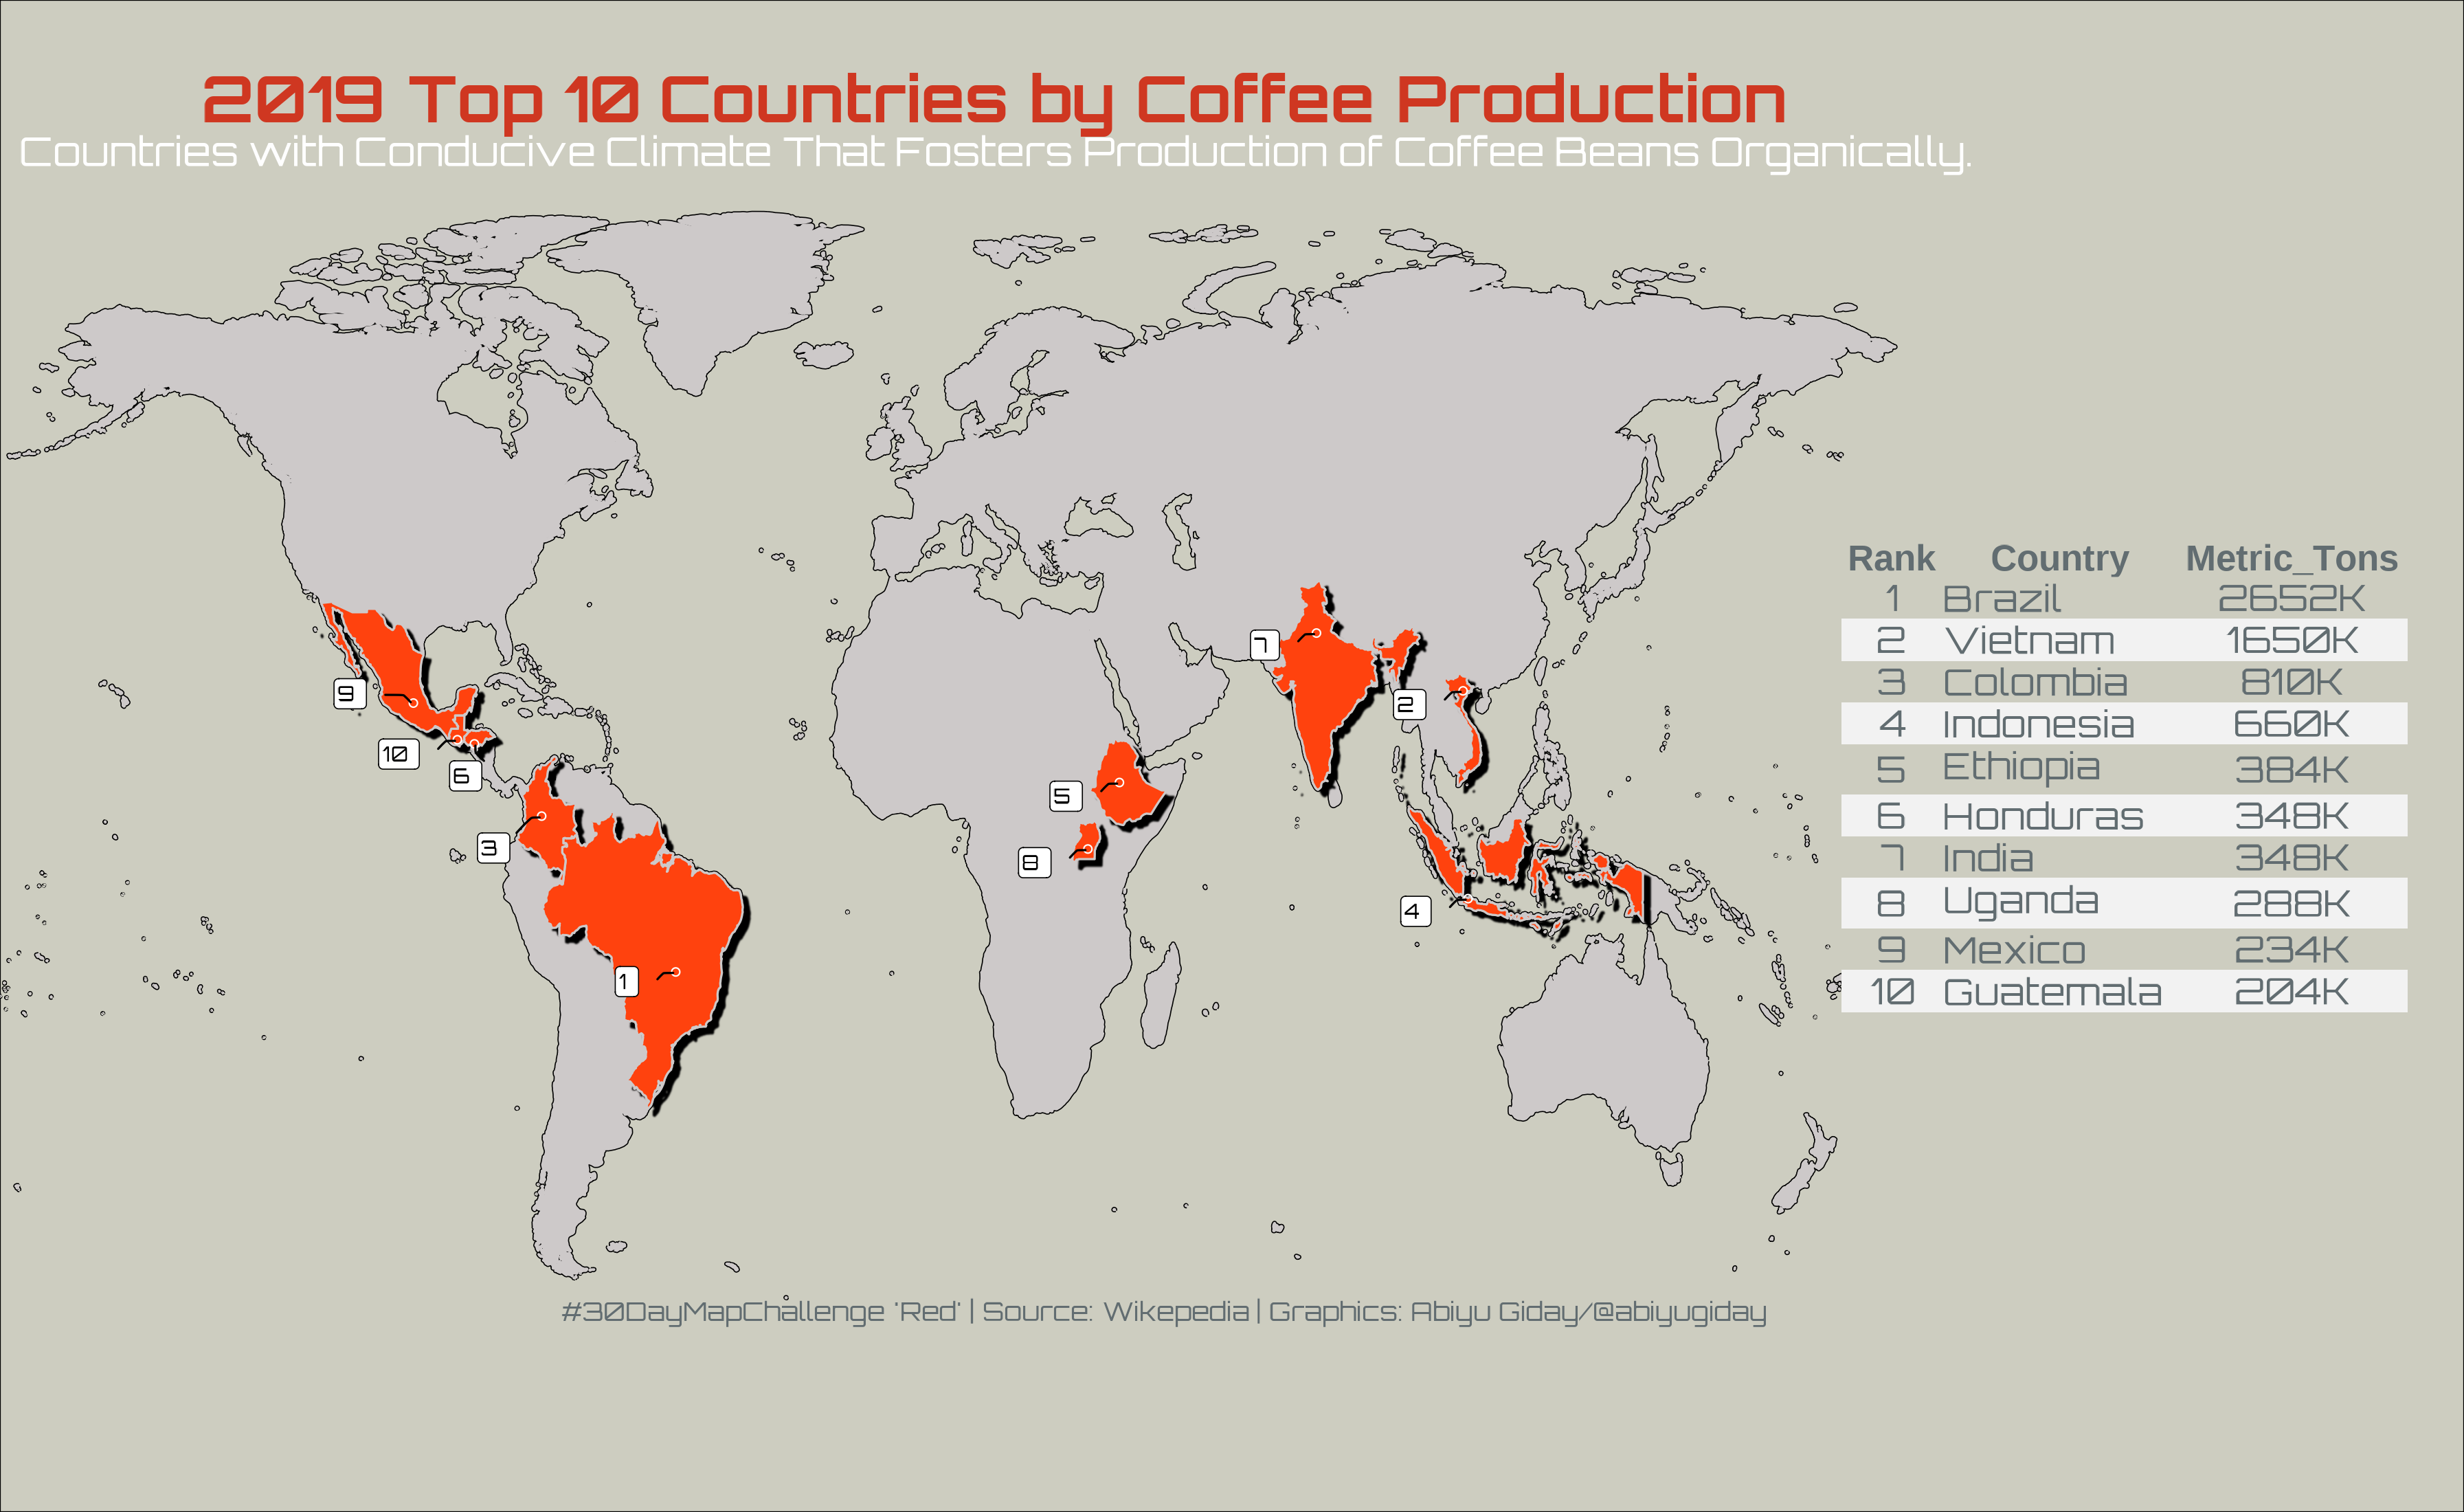 2019 Top 10 Countries by Coffee Production
Countries with Conducive Climate That Fosters Production of Coffee Beans Organically.
Rank Country Metric_Tons
1 Brazil 2652K
2 Vietnam 1650K
3 Colombia 810K
4 Indonesia 660K
5 Ethiopia 384K
6 Honduras 348K
7 India 348K
8 Uganda 288K
9 Mexico 234K
10 Guatemala 204K
7
9
2
10
6
5
3
8
4
1
#30DayMapChallenge 'Red' | Source: Wikepedia | Graphics: Abiyu Giday/@abiyugiday